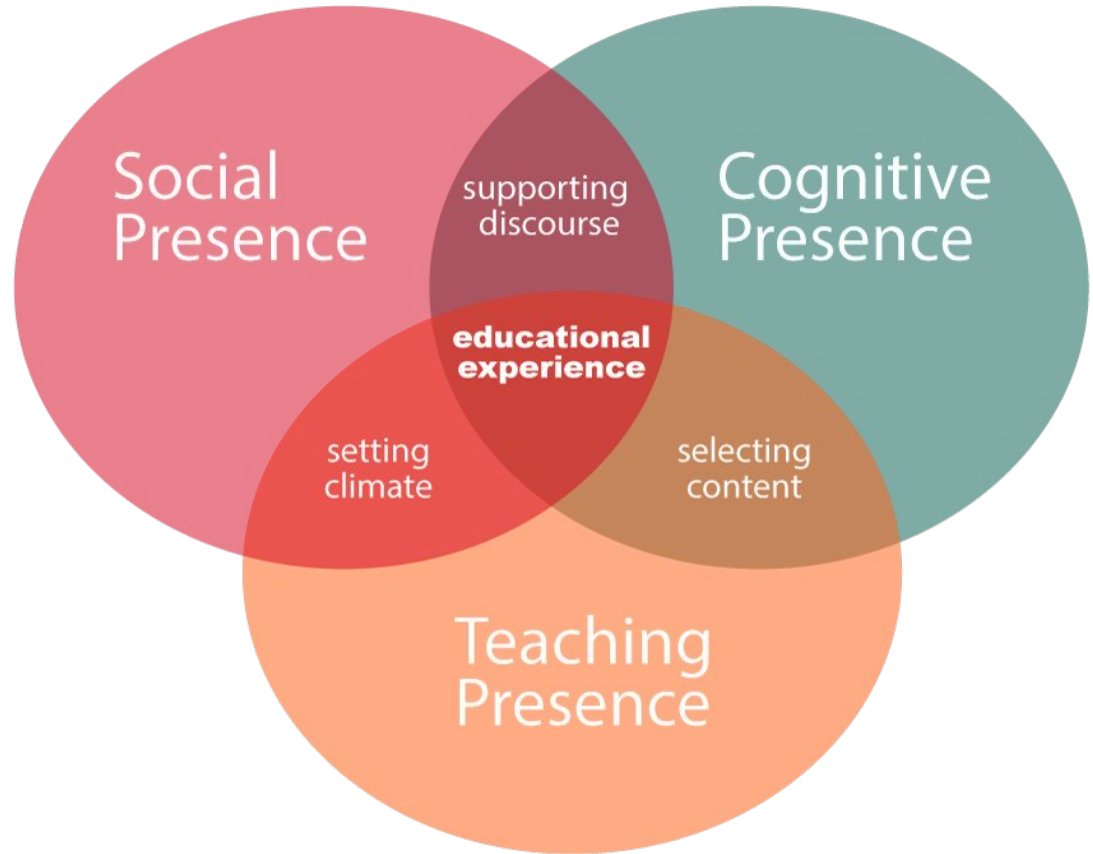 Social
Presence
supporting
discourse
Cognitive
Presence
educational
experience
setting
climate
selecting
content
Teaching
Presence